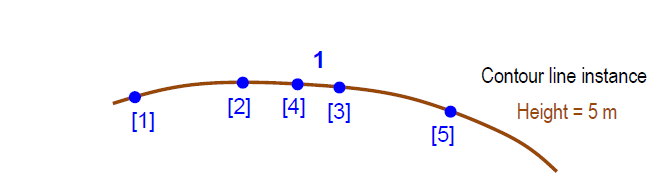 1
Contour line instance
[1] [2] [4] [3]
Height = 5 m
[5]